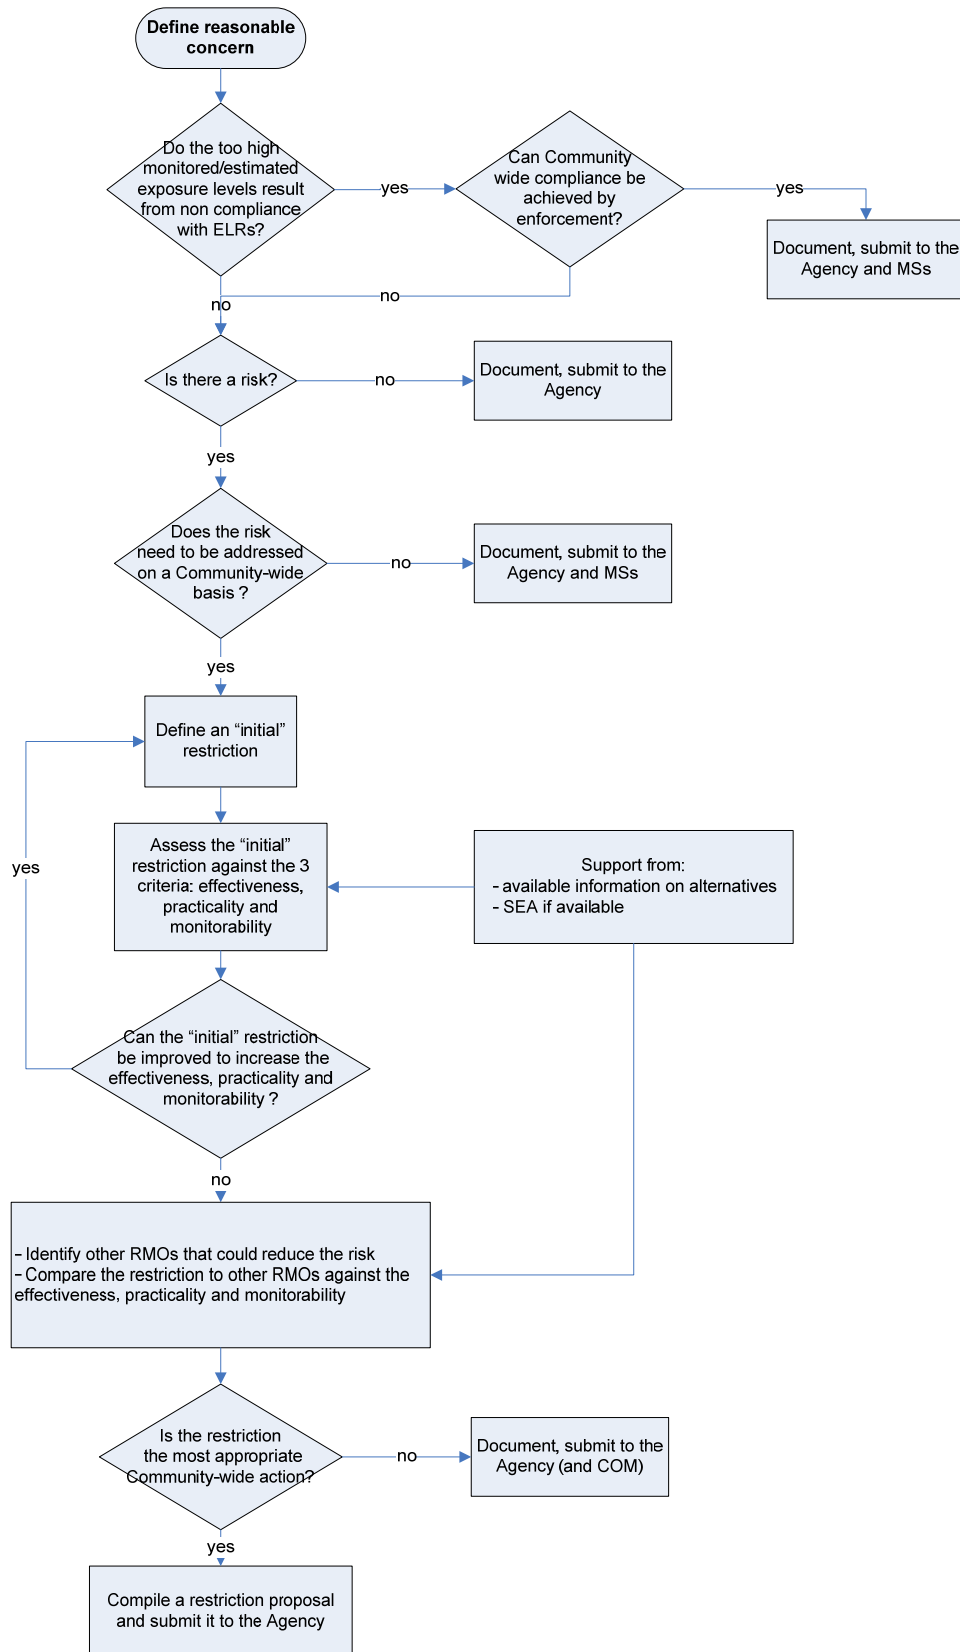 Define reasonable
concern
Do the too high
monitored/estimated
exposure levels result
from non compliance
with ELRs?
yes
Can Community
wide compliance be
achieved by
enforcement?
yes
Document, submit to the
Agency and MSs
no
no
Is there a risk?
no
Document, submit to the
Agency
yes
Does the risk
need to be addressed
on a Community-wide
basis ?
no
Document, submit to the
Agency and MSs
yes
Define an “initial”
restriction
Assess the “initial”
restriction against the 3
criteria: effectiveness,
practicality and
monitorability
Support from:
- available information on alternatives
- SEA if available
yes
Can the “initial” restriction
be improved to increase the
effectiveness, practicality and
monitorability ?
no
- Identify other RMOs that could reduce the risk
- Compare the restriction to other RMOs against the
effectiveness, practicality and monitorability
Is the restriction
the most appropriate
Community-wide action?
no
Document, submit to the
Agency (and COM)
yes
Compile a restriction proposal
and submit it to the Agency